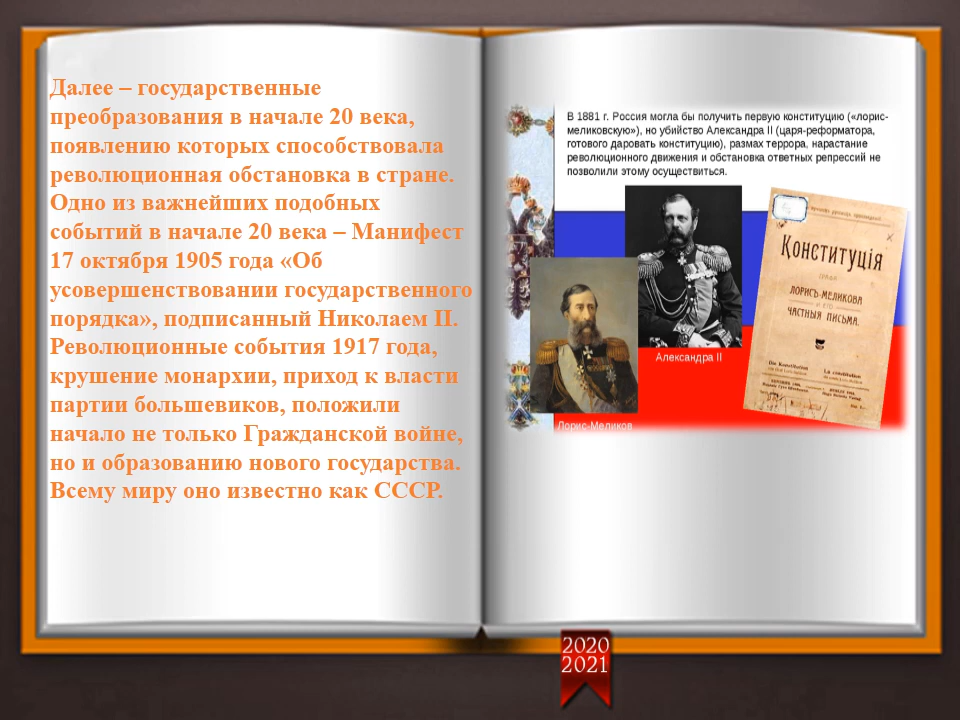 Далее – государственные
преобразования в начале 20 века,
появлению которых способствовала
революционная обстановка в стране.
Одно из важнейших подобных
событий в начале 20 века – Манифест
17 октября 1905 года «Об
усовершенствовании государственного
порядка», подписанный Николаем II.
Революционные события 1917 года,
крушение монархии, приход к власти
партии большевиков, положили
начало не только Гражданской войне,
но и образованию нового государства.
Всему миру оно известно как СССР.
В 1881 г. Россия могла бы получить первую конституцию («лорис-
меликовскую»), но убийство Александра II (царя-реформатора,
готового даровать конституцию), размах террора, нарастание
революционного движения и обстановка ответных репрессий не
позволили этому осуществиться.
Александра II
Лорис-Меликов
Конституція
ЛОРИСЪ-МЕЛИКОВА
И ЕГО
ЧАСТНЫЯ ПИСЬМА.
Die Konstitution
La constitution
2020
2021